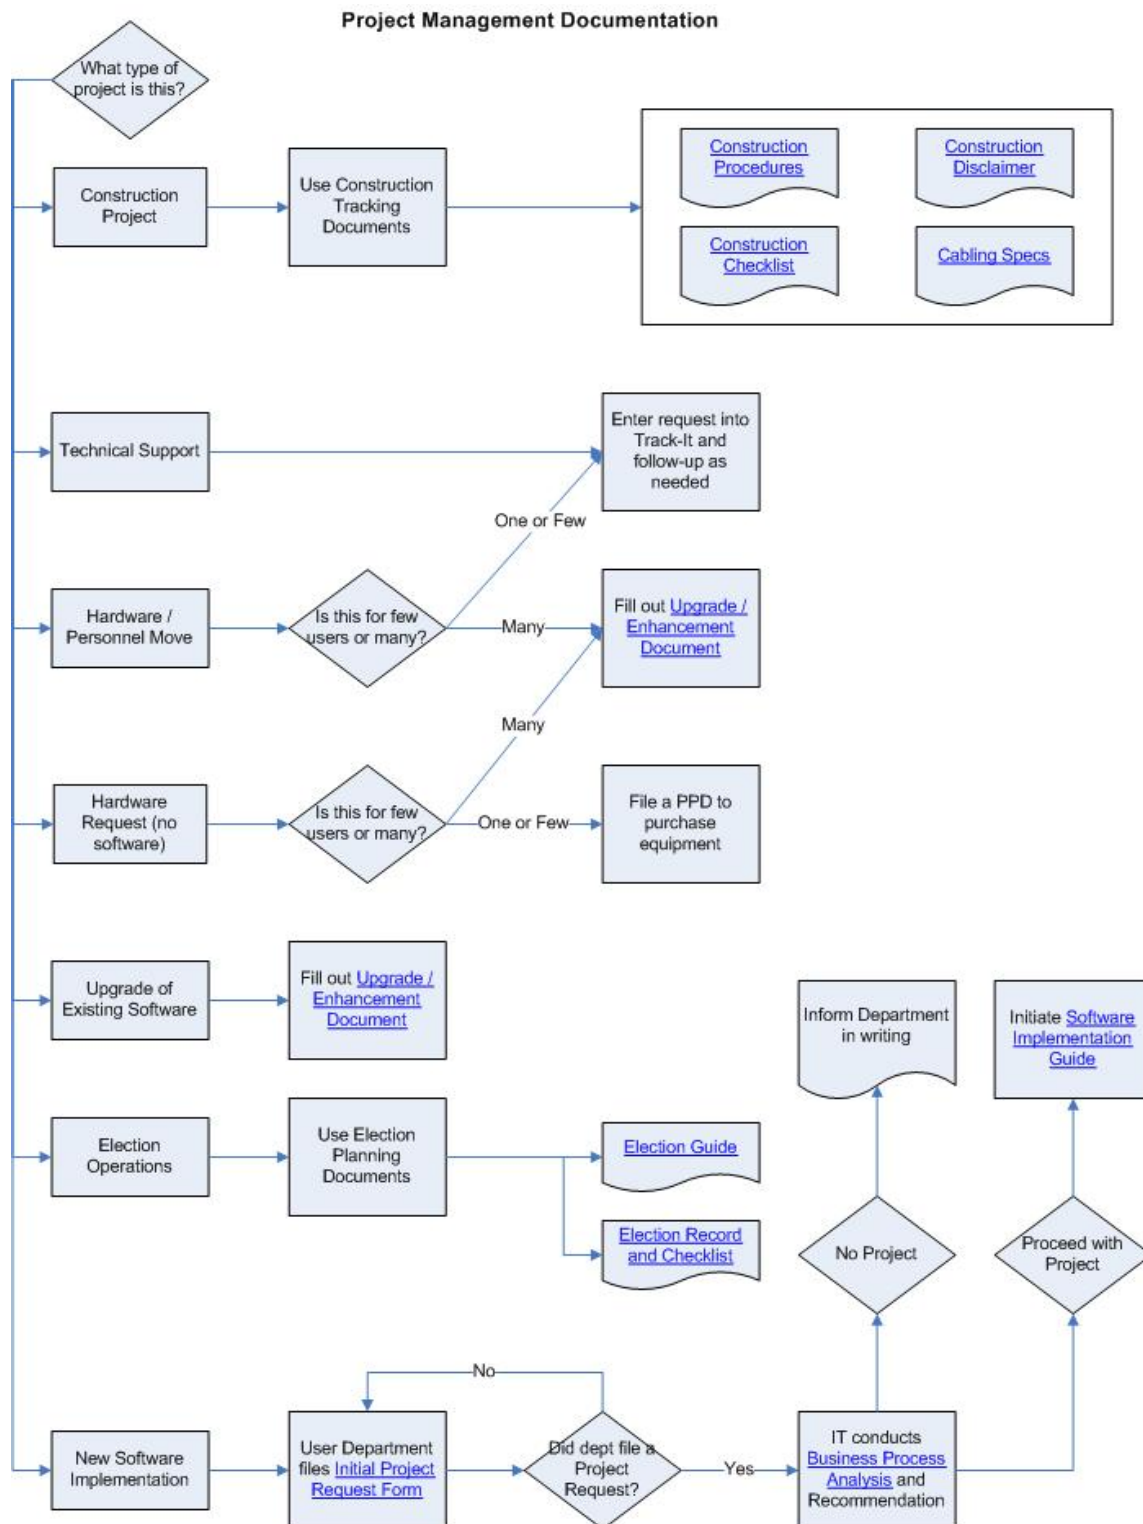 Project Management Documentation
What type of
project is this?
Construction
Project
Use Construction
Tracking
Documents
Construction
Procedures
Construction
Disclaimer
Construction
Checklist
Cabling Specs
Technical Support
Enter request into
Track-It and
follow-up as
needed
One or Few
Hardware /
Personnel Move
Is this for few
users or many?
Many
Fill out Upgrade /
Enhancement
Document
Many
Hardware
Request (no
software)
Is this for few
users or many?
One or Few
File a PPD to
purchase
equipment
Upgrade of
Existing Software
Fill out Upgrade /
Enhancement
Document
Inform Department
in writing
Initiate Software
Implementation
Guide
Election
Operations
Use Election
Planning
Documents
Election Guide
Election Record
and Checklist
No Project
Proceed with
Project
No
New Software
Implementation
User Department
files Initial Project
Request Form
Did dept file a
Project
Request?
Yes
IT conducts
Business Process
Analysis and
Recommendation